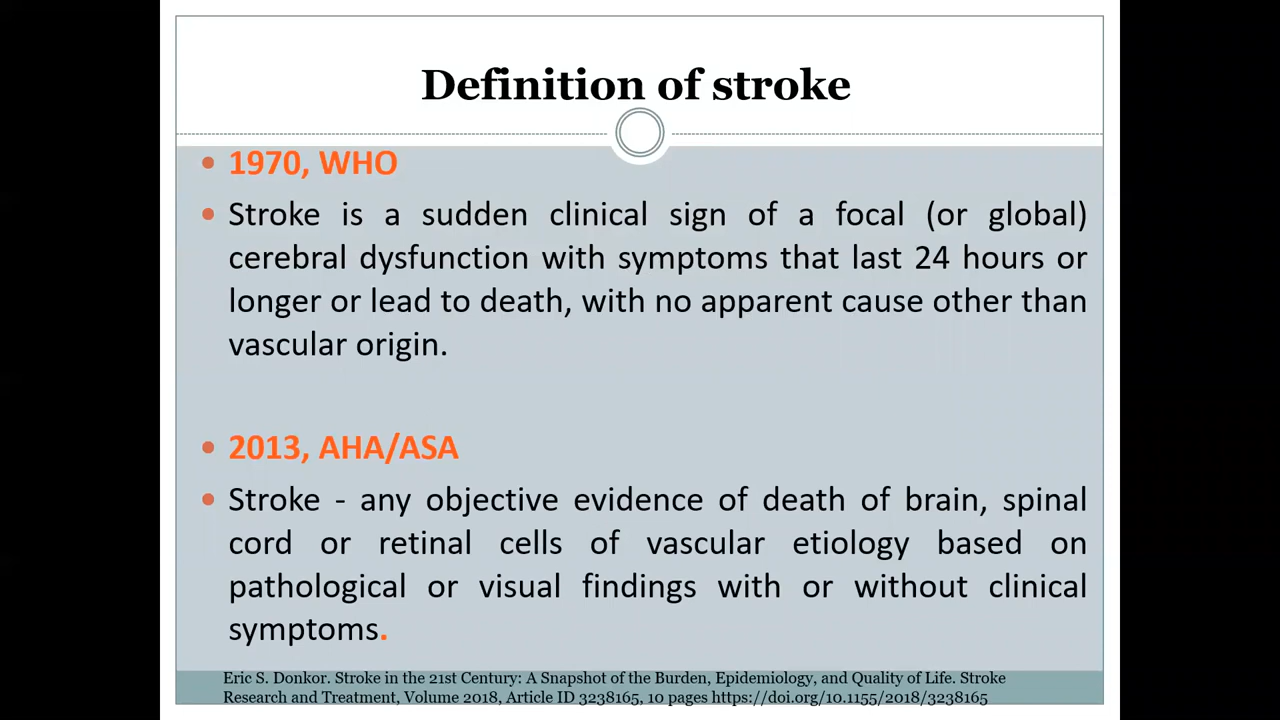 Definition of stroke
• 1970, WHO
• Stroke is a sudden clinical sign of a focal (or global)
cerebral dysfunction with symptoms that last 24 hours or
longer or lead to death, with no apparent cause other than
vascular origin.
• 2013, AHA/ASA
• Stroke - any objective evidence of death of brain, spinal
cord or retinal cells of vascular etiology based on
pathological or visual findings with or without clinical
symptoms.
Eric S. Donkor. Stroke in the 21st Century: A Snapshot of the Burden, Epidemiology, and Quality of Life. Stroke
Research and Treatment, Volume 2018, Article ID 3238165, 10 pages https://doi.org/10.1155/2018/3238165